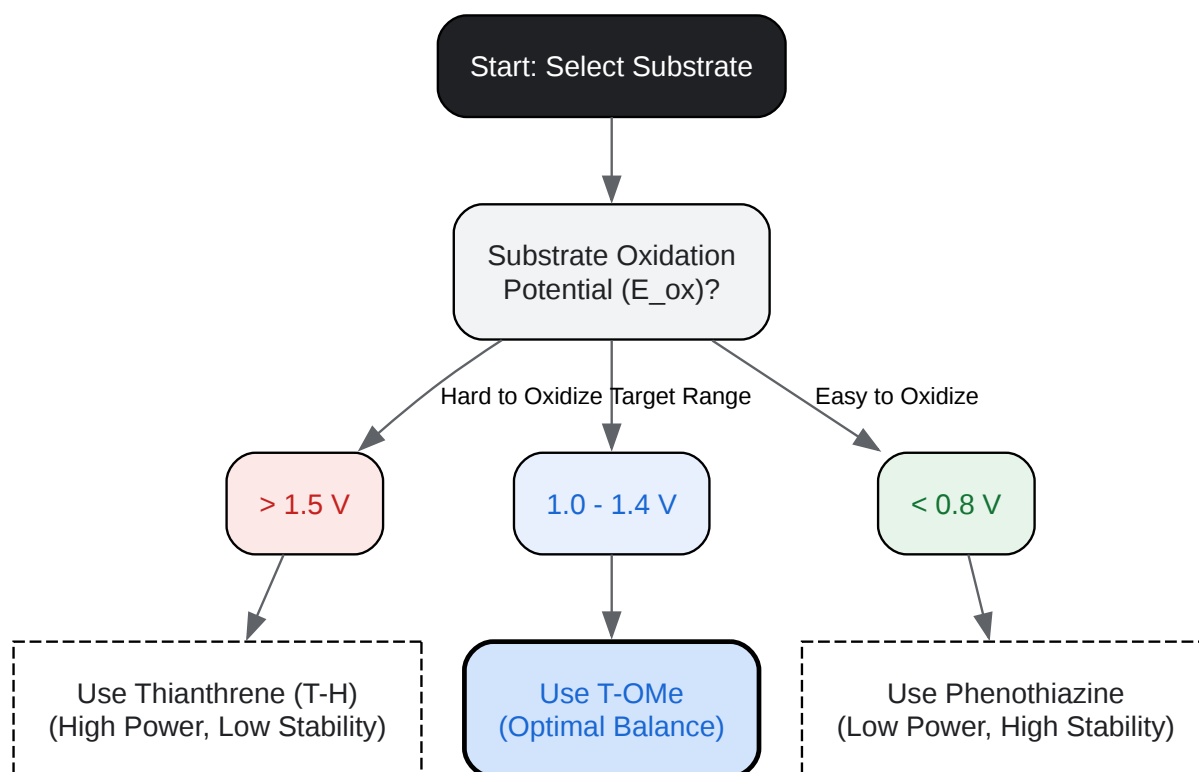 Start: Select Substrate
Substrate Oxidation
Potential (E_ox)?
Hard to Oxidize
Target Range
Easy to Oxidize
> 1.5 V
1.0 - 1.4 V
< 0.8 V
Use Thianthrene (T-H)
(High Power, Low Stability)
Use T-OMe
(Optimal Balance)
Use Phenothiazine
(Low Power, High Stability)